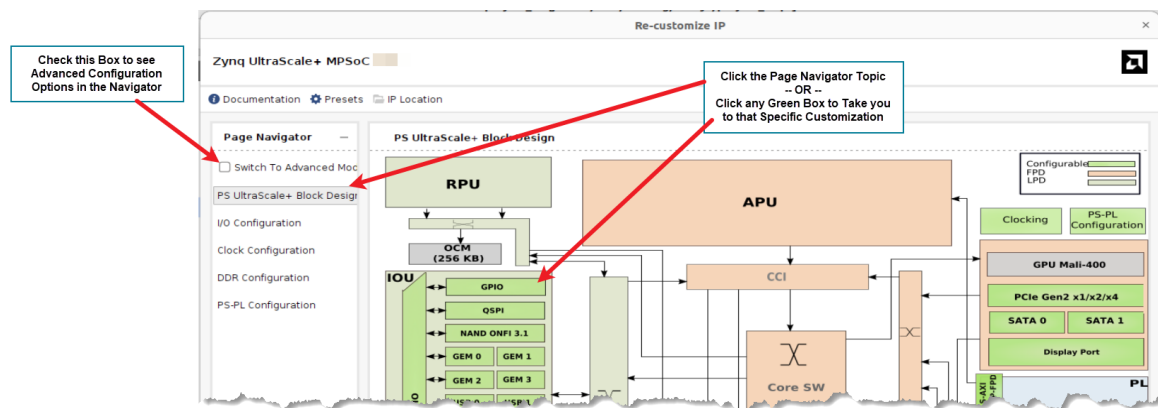 Re-customize IP
×
Check this Box to see
Advanced Configuration
Options in the Navigator
Zynq UltraScale+ MPSoC
Click the Page Navigator Topic
-- OR --
Click any Green Box to Take you
to that Specific Customization
Documentation Presets IP Location
Page Navigator —
Switch To Advanced Mod
PS UltraScale+ Block Design
I/O Configuration
Clock Configuration
DDR Configuration
PS-PL Configuration
PS UltraScale+ Block Design
RPU
OCM
(256 KB)
IOU
GPIO
QSPI
NAND ONFI 3.1
GEM 0 GEM 1
GEM 2 GEM 3
USB 0 USB 1
APU
CCI
Core SW
Configurable
FPD
LPD
Clocking
PS-PL
Configuration
GPU Mali-400
PCIe Gen2 x1/x2/x4
SATA 0 SATA 1
Display Port
PL